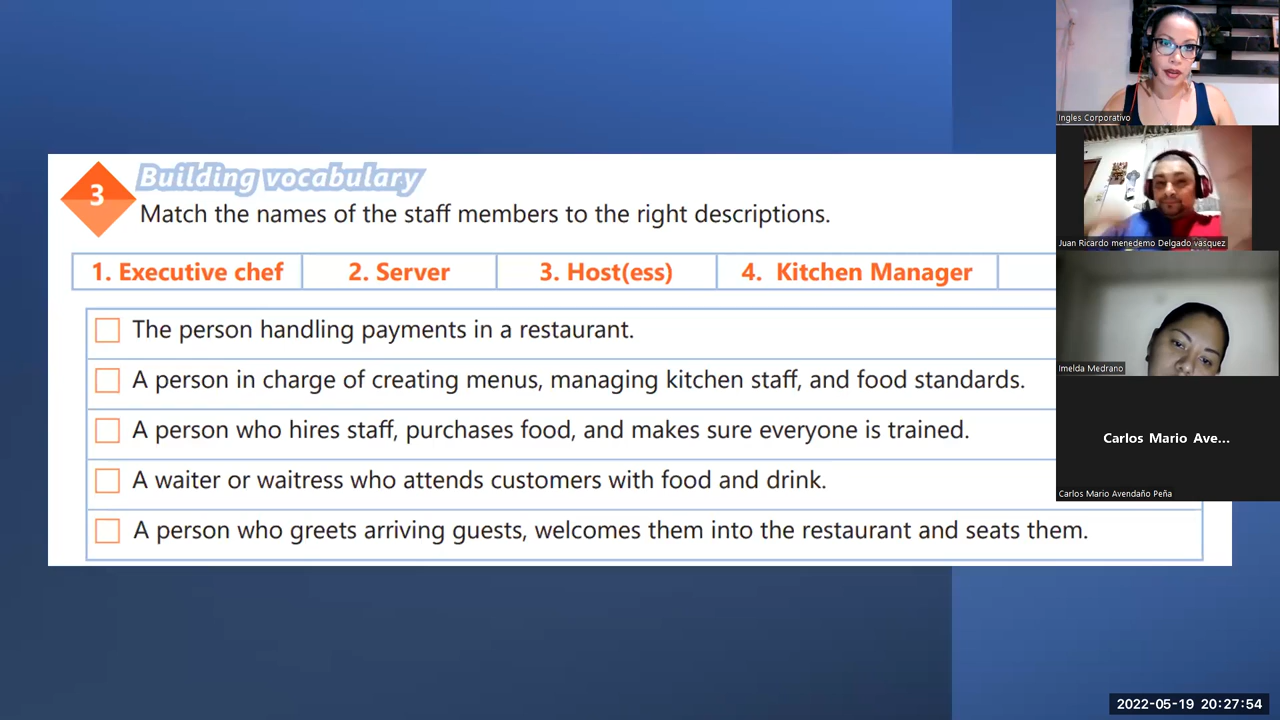 3
Building vocabulary
Match the names of the staff members to the right descriptions.
1. Executive chef
2. Server
3. Host(ess)
4. Kitchen Manager
The person handling payments in a restaurant.
A person in charge of creating menus, managing kitchen staff, and food standards.
A person who hires staff, purchases food, and makes sure everyone is trained.
A waiter or waitress who attends customers with food and drink.
A person who greets arriving guests, welcomes them into the restaurant and seats them.
Ingles Corporativo
Juan Ricardo menedemo Delgado vasquez
Imelda Medrano
Carlos Mario Ave...
Carlos Mario Avendaño Peña
2022-05-19 20:27:54